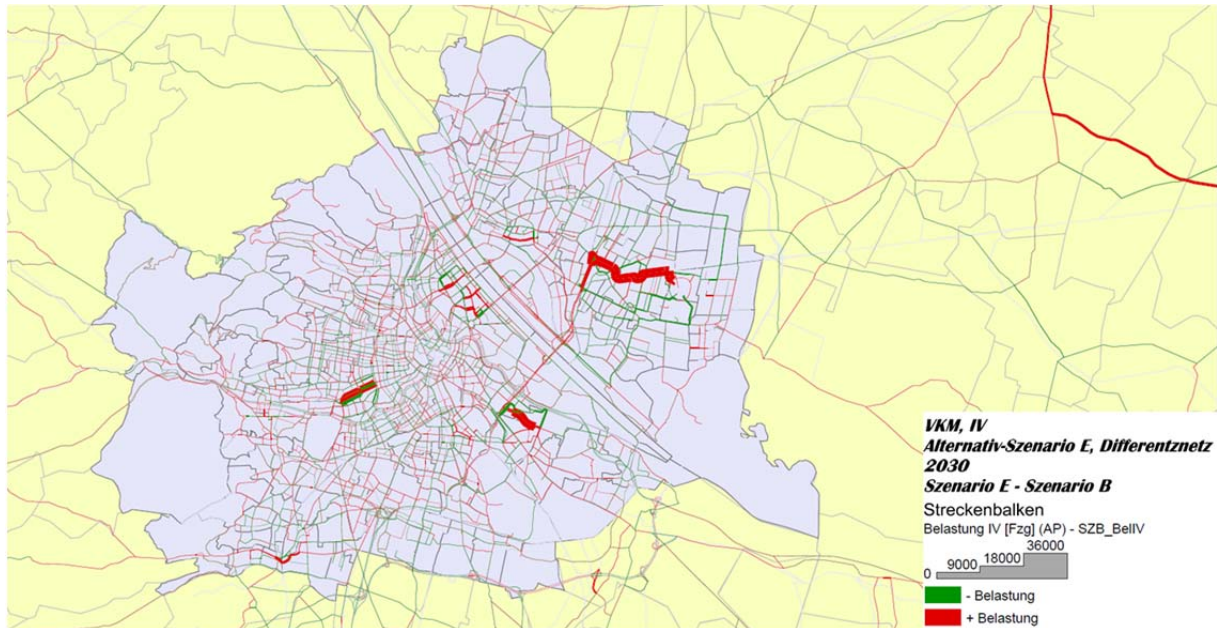 VKM, IV
Alternativ-Szenario E, Differentznetz
2030
Szenario E - Szenario B
Streckenbalken
Belastung IV [Fzg] (AP) - SZB_BelIV
0 9000 18000 36000
- Belastung
+ Belastung